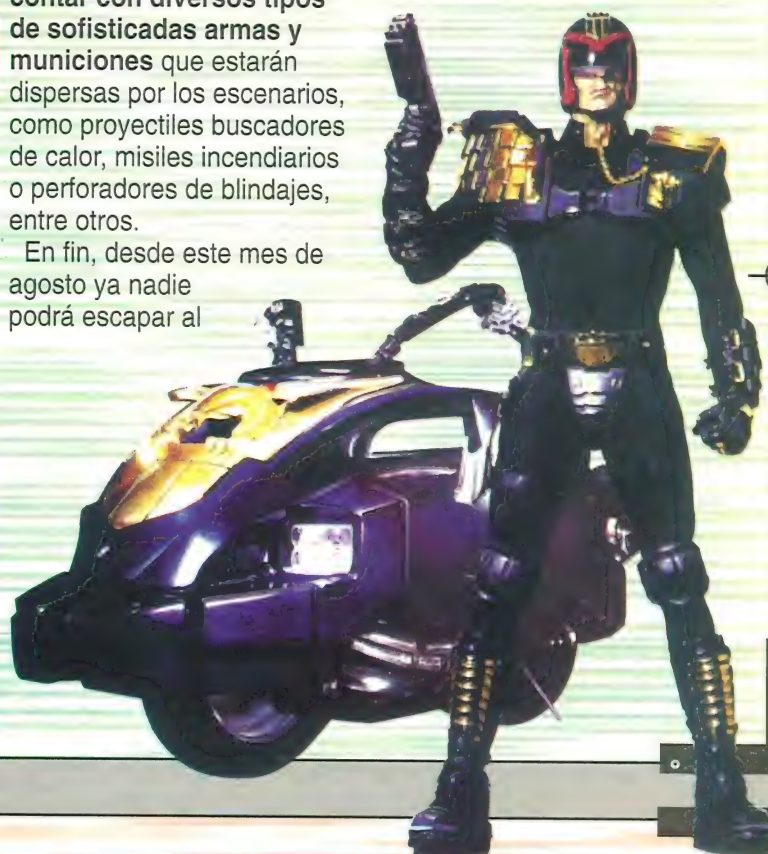 contar con diversos tipos
de sofisticadas armas y
municiones que estarán
dispersas por los escenarios,
como proyectiles buscadores
de calor, misiles incendiarios
o perforadores de blindajes,
entre otros.
En fin, desde este mes de
agosto ya nadie
podrá escapar al